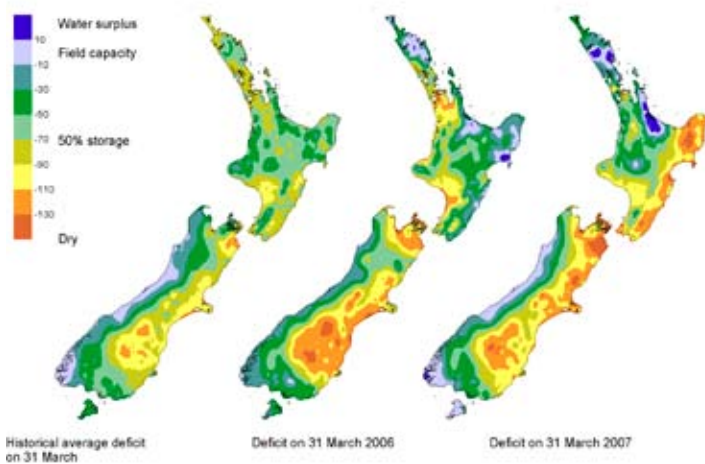 Water surplus
10
Field capacity
-10
-30
-50
50% storage
-70
-90
-110
-130
Dry
Historical average deficit
on 31 March
Deficit on 31 March 2006
Deficit on 31 March 2007